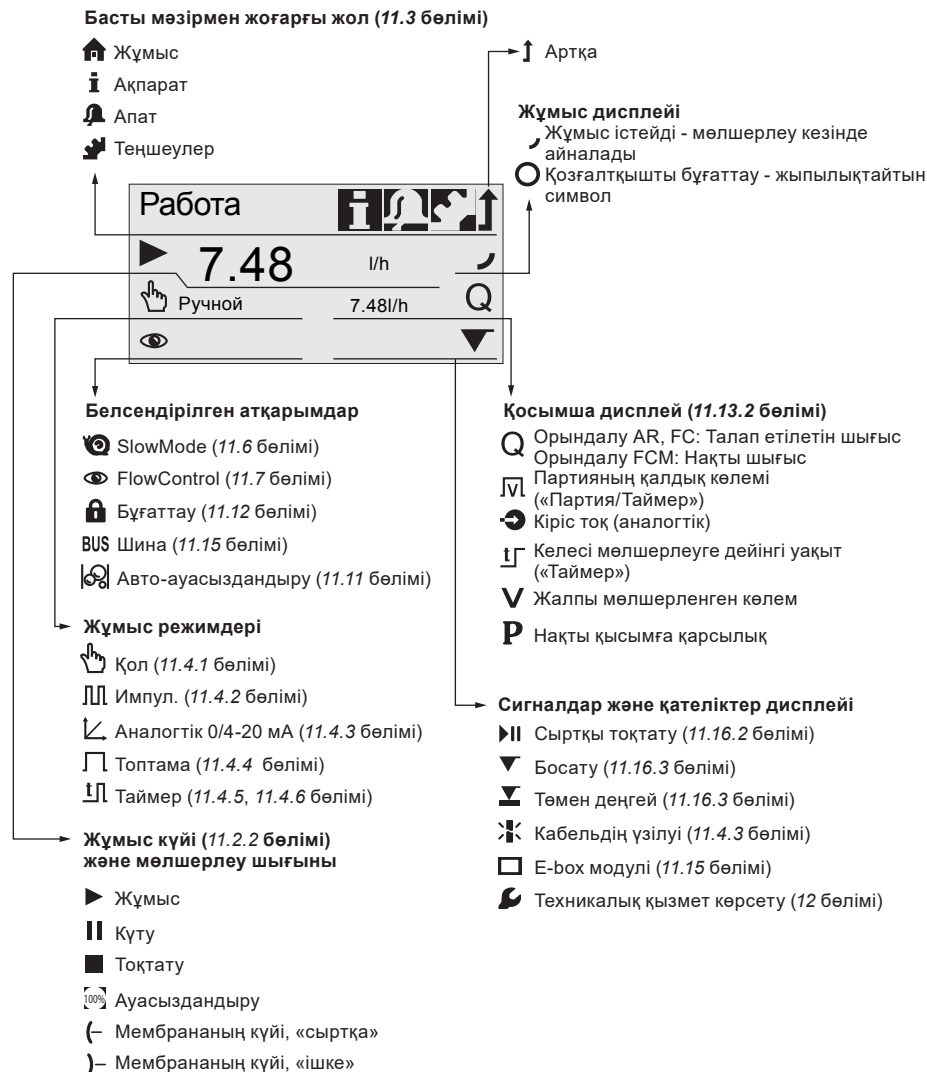 Басты мәзірмен жоғарғы жол (11.3 бөлімі)
Жұмыс
Ақпарат
Апат
Теңшеулер
Артқа
Жұмыс дисплейі
Жұмыс істейді - мөлшерлеу кезінде
айналады
Қозғалтқышты бұғаттау - жыпылықтайтын
символ
Работа
7.48 l/h
Ручной 7.48l/h
Q
Белсендірілген атқарымдар
SlowMode (11.6 бөлімі)
FlowControl (11.7 бөлімі)
Бұғаттау (11.12 бөлімі)
BUS Шина (11.15 бөлімі)
Авто-ауасыздандыру (11.11 бөлімі)
Жұмыс режимдері
Қол (11.4.1 бөлімі)
Импул. (11.4.2 бөлімі)
Аналогтік 0/4-20 мА (11.4.3 бөлімі)
Топтама (11.4.4 бөлімі)
Таймер (11.4.5, 11.4.6 бөлімі)
Жұмыс күйі (11.2.2 бөлімі)
және мөлшерлеу шығыны
Жұмыс
Күту
Тоқтату
100% Ауасыздандыру
Мембрананың күйі, «сыртқа»
Мембрананың күйі, «ішке»
Қосымша дисплей (11.13.2 бөлімі)
Q Орындалу AR, FC: Талап етілетін шығыс
Орындалу FCM: Нақты шығыс
V Партияның қалдық көлемі
(«Партия/Таймер»)
Кіріс тоқ (аналогтік)
t Келесі мөлшерлеуге дейінгі уақыт
(«Таймер»)
V Жалпы мөлшерленген көлем
P Нақты қысымға қарсылық
Сигналдар және қателіктер дисплейі
Сыртқы тоқтату (11.16.2 бөлімі)
Босату (11.16.3 бөлімі)
Төмен деңгей (11.16.3 бөлімі)
Кабельдің үзілуі (11.4.3 бөлімі)
E-box модулі (11.15 бөлімі)
Техникалық қызмет көрсету (12 бөлімі)